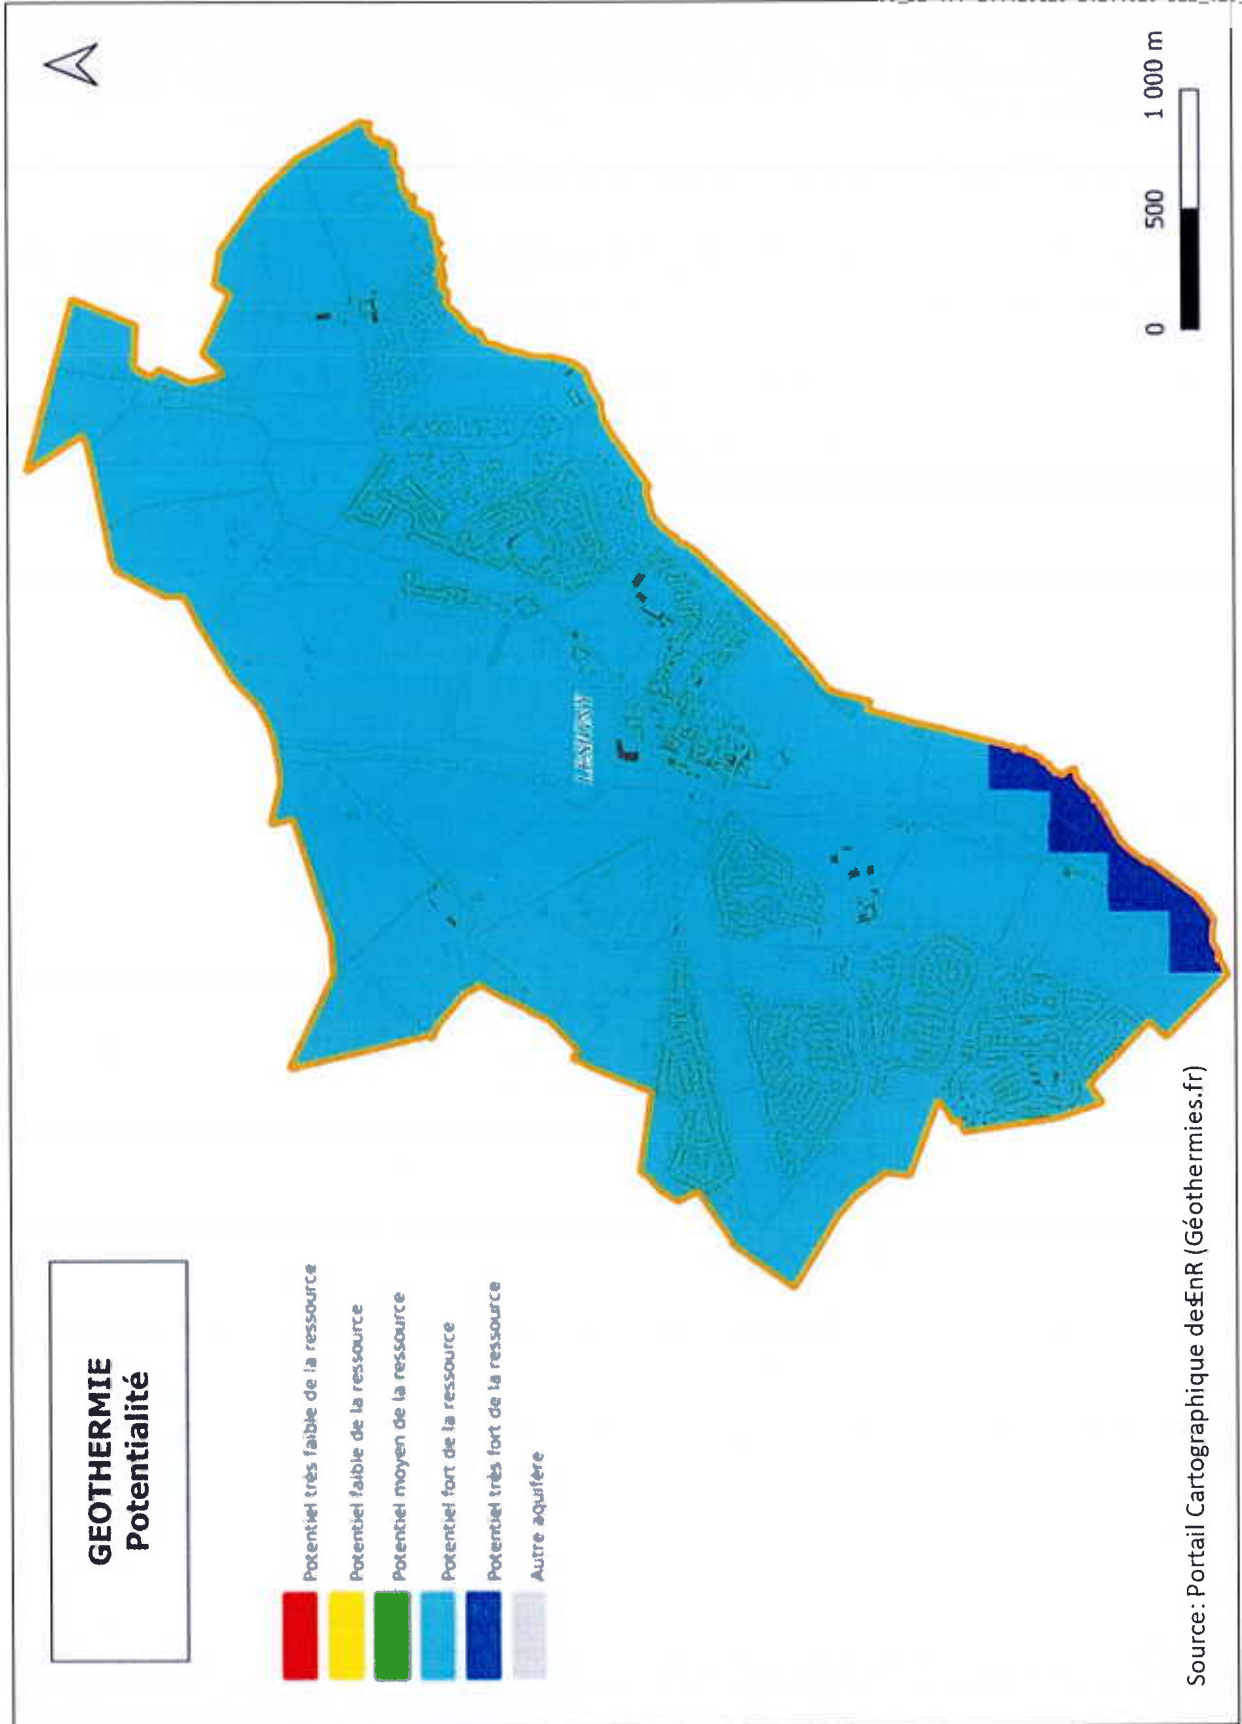 GEOTHERMIE
Potentialité
Potentiel très faible de la ressource
Potentiel faible de la ressource
Potentiel moyen de la ressource
Potentiel fort de la ressource
Potentiel très fort de la ressource
Autre aquifère
LESIGNY
0 500 1 000 m
Source: Portail Cartographique desEnR (Géothermies.fr)